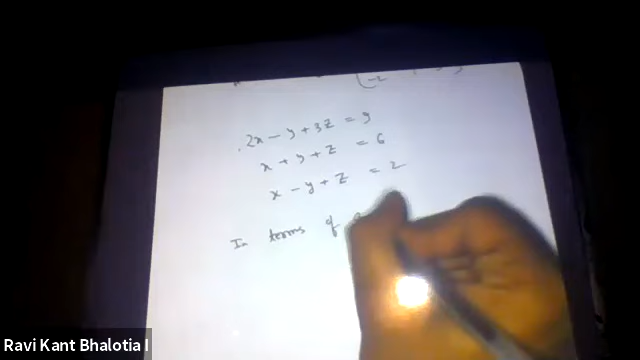 2x - y + 3z = 9
x + y + z = 6
x - y + z = 2
In terms of
Ravi Kant Bhalotia I